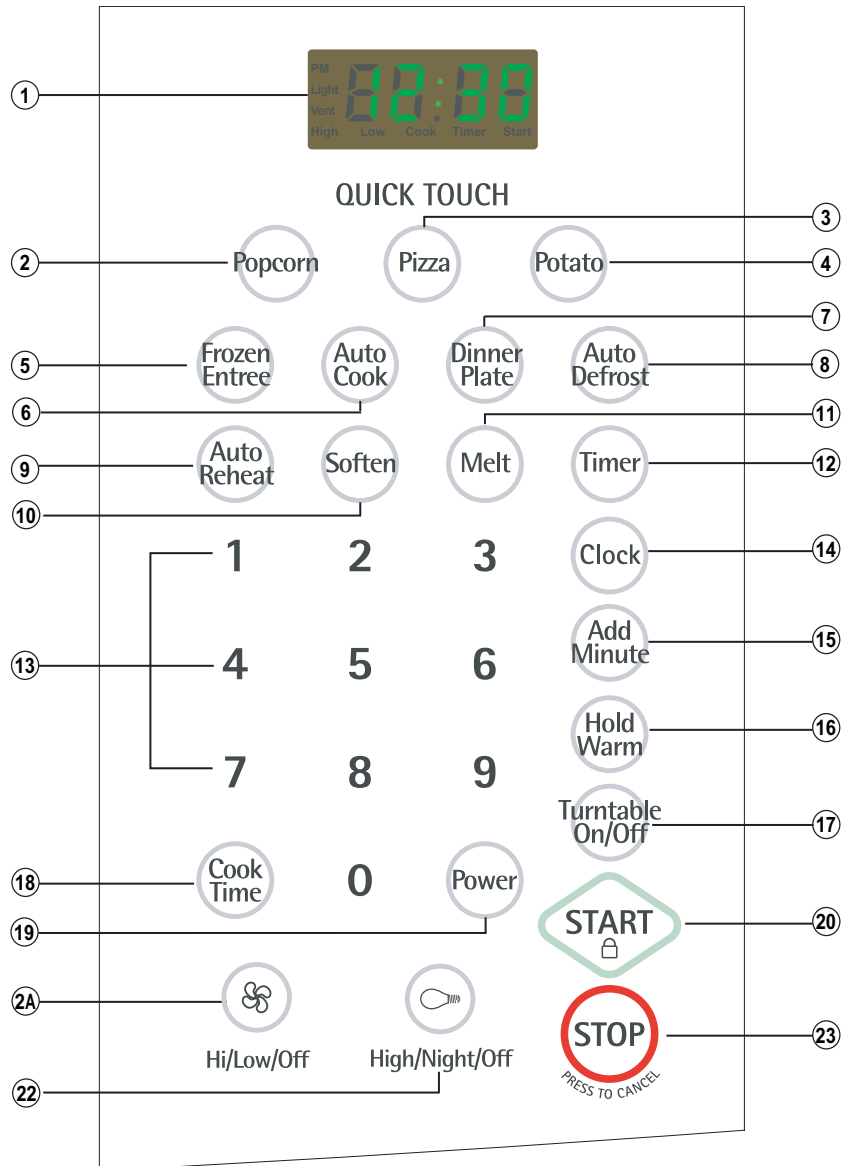 PM
Light
Vent
High Low Cook Timer Start
12:30
1
QUICK TOUCH
3
2 Popcorn Pizza Potato 4
7
5 Frozen Entree Auto Cook Dinner Plate Auto Defrost 8
6
11
9 Auto Reheat Soften Melt Timer 12
10
1 2 3 Clock 14
Add Minute 15
13 4 5 6
Hold Warm 16
7 8 9
Turntable On/Off 17
18 Cook Time 0 Power
19
START 20
2A
STOP 23
Hi/Low/Off High/Night/Off
PRESS TO CANCEL
22